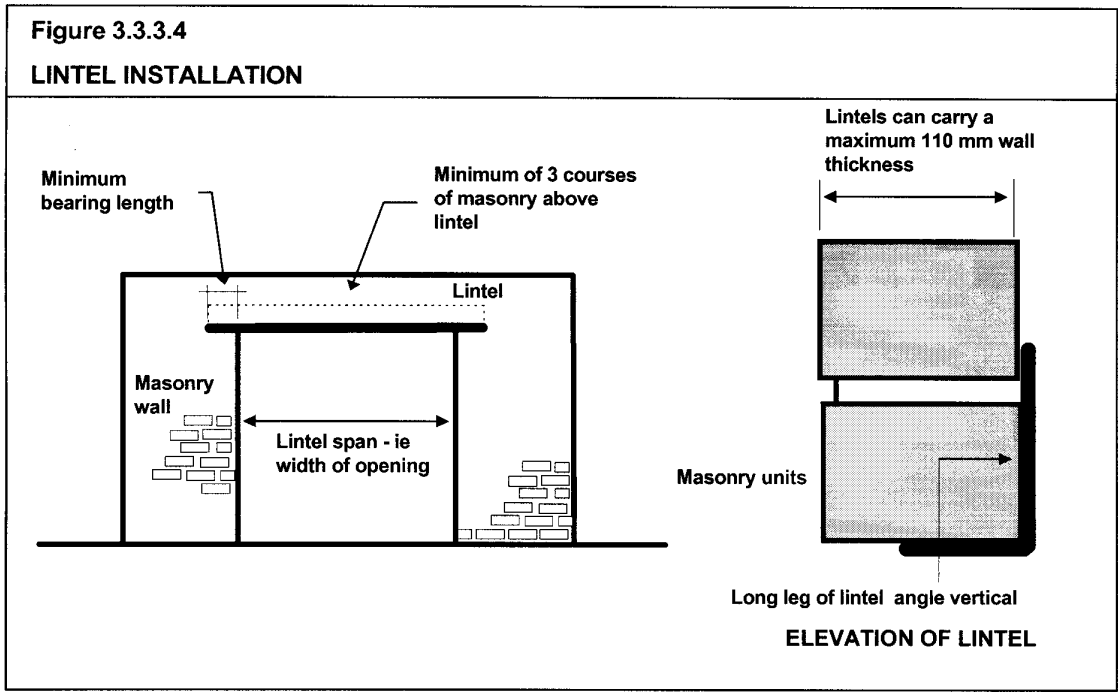 Figure 3.3.3.4
LINTEL INSTALLATION
Minimum
bearing length
Minimum of 3 courses
of masonry above
lintel
Lintel
Masonry
wall
Lintel span - ie
width of opening
Lintels can carry a
maximum 110 mm wall
thickness
Masonry units
Long leg of lintel angle vertical
ELEVATION OF LINTEL